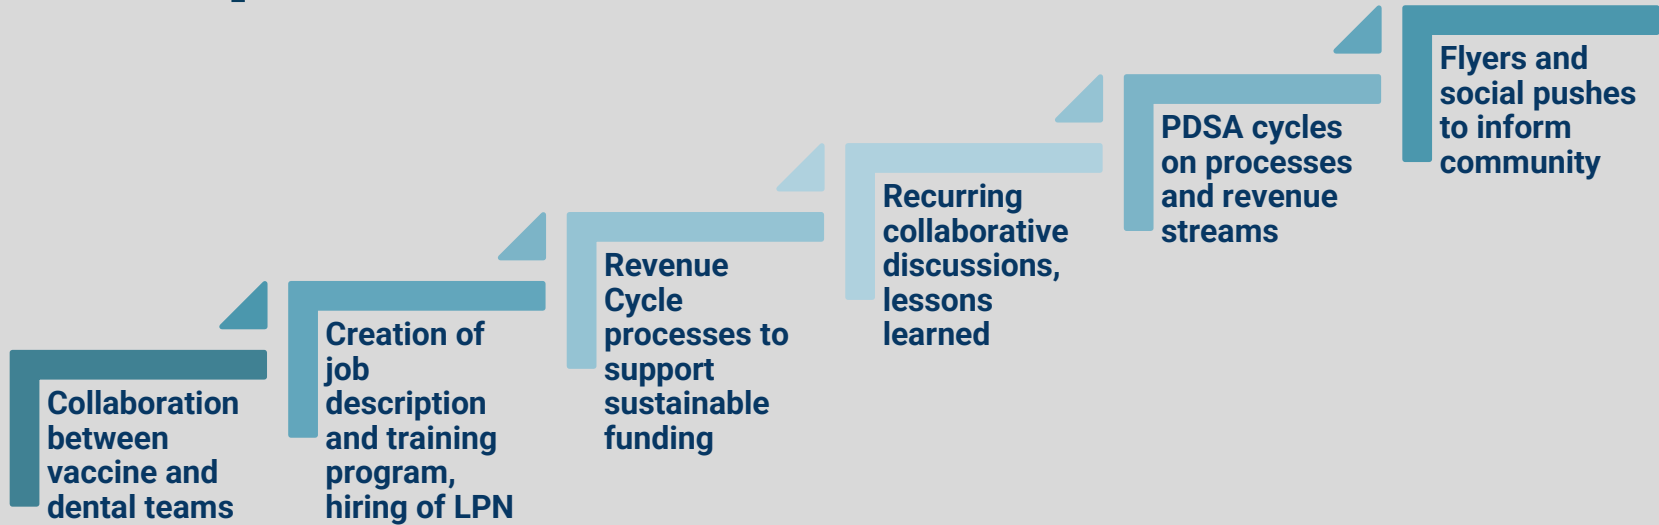 Collaboration
between
vaccine and
dental teams
Creation of
job
description
and training
program,
hiring of LPN
Revenue
Cycle
processes to
support
sustainable
funding
Recurring
collaborative
discussions,
lessons
learned
PDSA cycles
on processes
and revenue
streams
Flyers and
social pushes
to inform
community